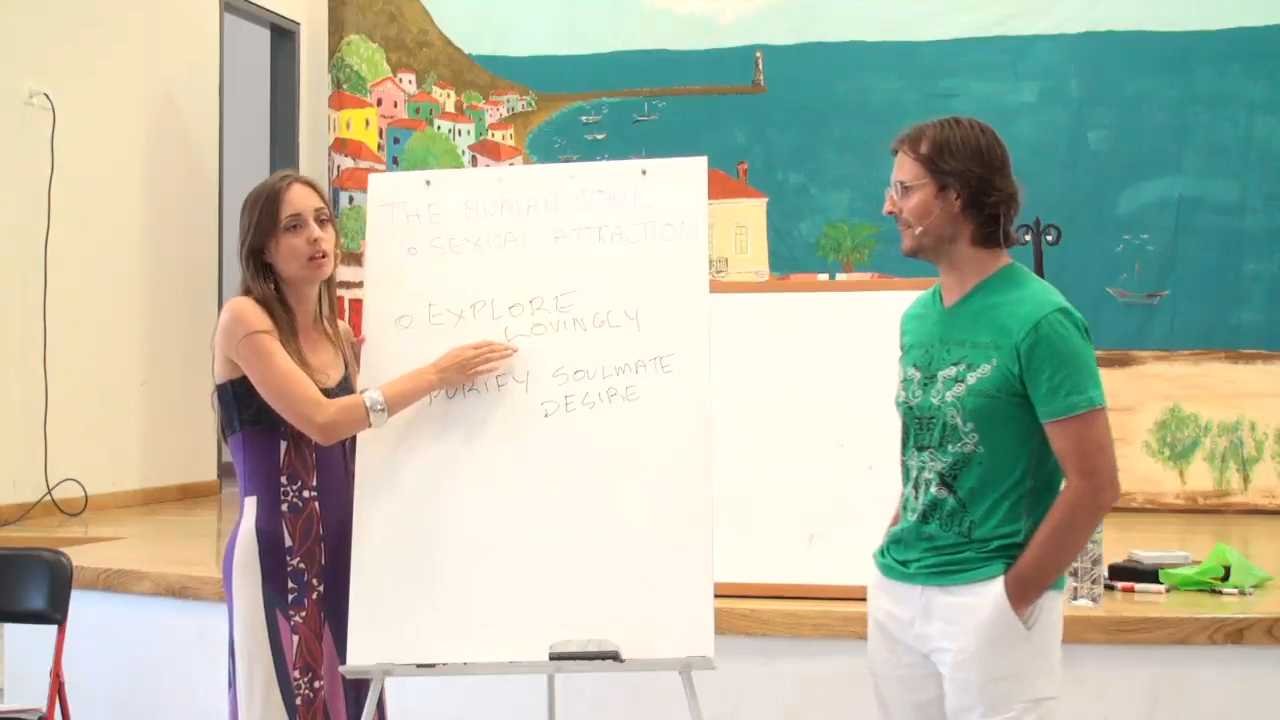 THE HUMAN SOUL
o SEXUAL ATTRACTION
o EXPLORE
LOVINGLY
PURIFY SOULMATE
DESIRE